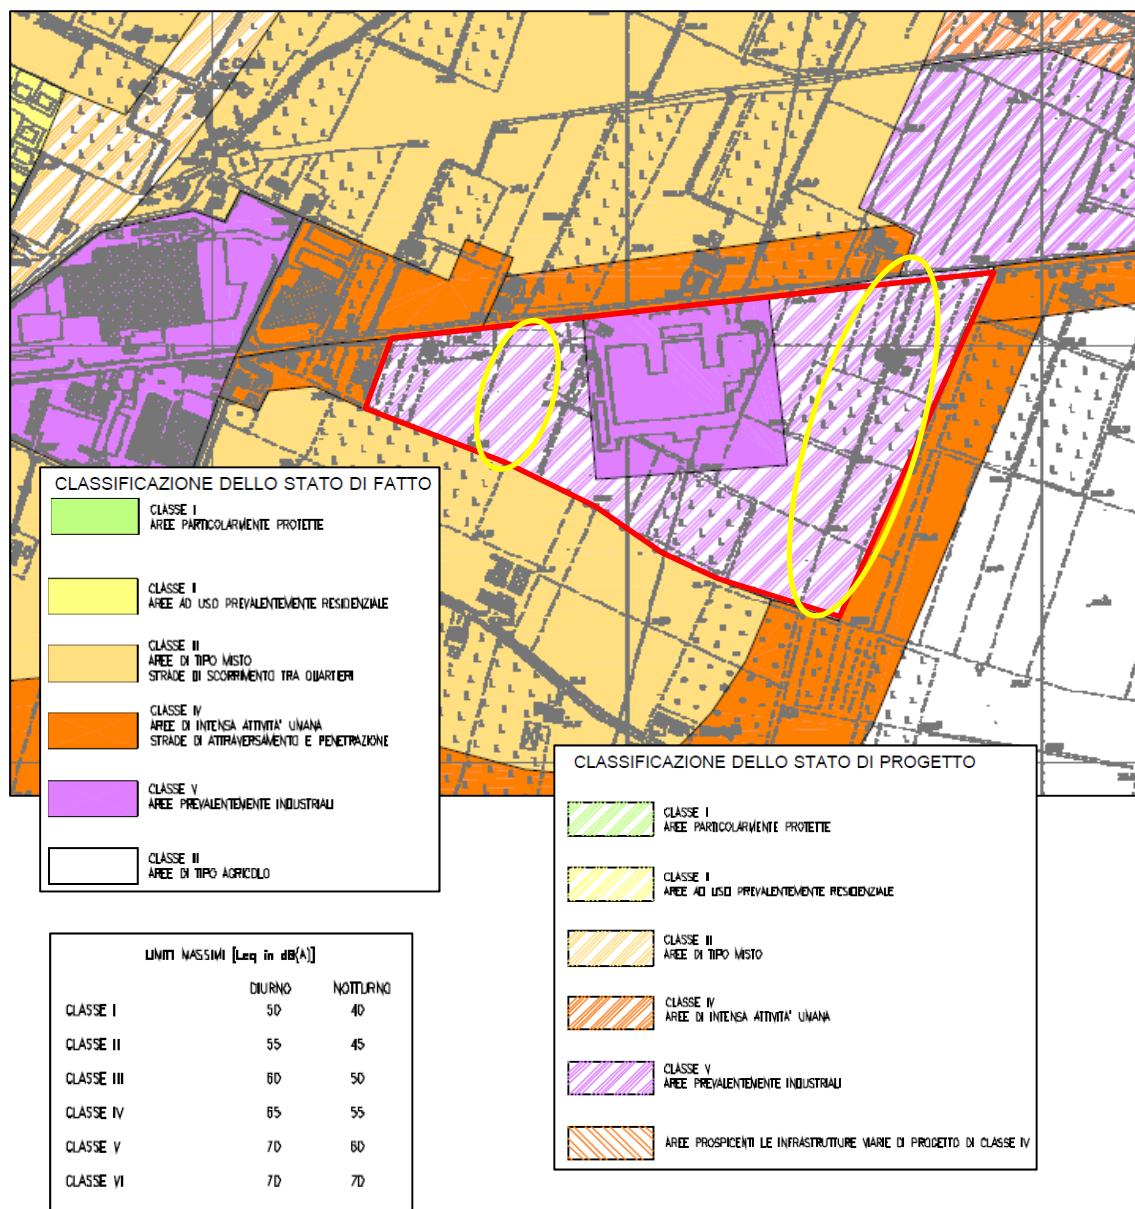 CLASSIFICAZIONE DELLO STATO DI FATTO
CLASSE I
AREE PARTICOLARMENTE PROTETTE
CLASSE II
AREE AD USO PREVALENTEMENTE RESIDENZIALE
CLASSE III
AREE DI TIPO MISTO
STRADE DI SCORRIMENTO TRA QUARTIERI
CLASSE IV
AREE DI INTENSA ATTIVITA' UMANA
STRADE DI ATTRAVERSAMENTO E PENETRAZIONE
CLASSE V
AREE PREVALENTEMENTE INDUSTRIALI
CLASSE III
AREE DI TIPO AGRICOLO
CLASSIFICAZIONE DELLO STATO DI PROGETTO
CLASSE I
AREE PARTICOLARMENTE PROTETTE
CLASSE II
AREE AD USO PREVALENTEMENTE RESIDENZIALE
CLASSE III
AREE DI TIPO MISTO
CLASSE IV
AREE DI INTENSA ATTIVITA' UMANA
CLASSE V
AREE PREVALENTEMENTE INDUSTRIALI
AREE PROSPICENTI LE INFRASTRUTTURE VIARIE DI PROGETTO DI CLASSE IV
LIMITI MASSIMI [Leq in dB(A)]
DIURNO NOTTURNO
CLASSE I 50 40
CLASSE II 55 45
CLASSE III 60 50
CLASSE IV 65 55
CLASSE V 70 60
CLASSE VI 70 70